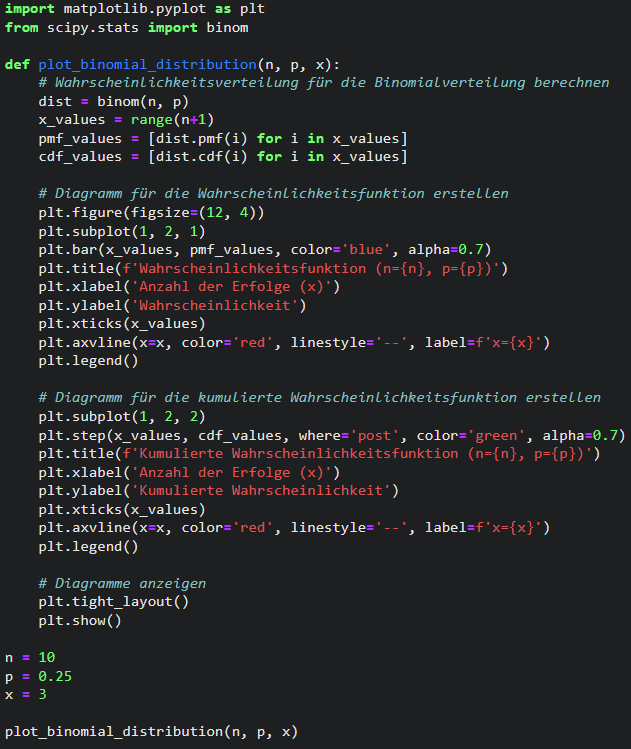 import matplotlib.pyplot as plt
from scipy.stats import binom

def plot_binomial_distribution(n, p, x):
    # Wahrscheinlichkeitsverteilung für die Binomialverteilung berechnen
    dist = binom(n, p)
    x_values = range(n+1)
    pmf_values = [dist.pmf(i) for i in x_values]
    cdf_values = [dist.cdf(i) for i in x_values]

    # Diagramm für die Wahrscheinlichkeitsfunktion erstellen
    plt.figure(figsize=(12, 4))
    plt.subplot(1, 2, 1)
    plt.bar(x_values, pmf_values, color='blue', alpha=0.7)
    plt.title(f'Wahrscheinlichkeitsfunktion (n={n}, p={p})')
    plt.xlabel('Anzahl der Erfolge (x)')
    plt.ylabel('Wahrscheinlichkeit')
    plt.xticks(x_values)
    plt.axvline(x=x, color='red', linestyle='--', label=f'x={x}')
    plt.legend()

    # Diagramm für die kumulierte Wahrscheinlichkeitsfunktion erstellen
    plt.subplot(1, 2, 2)
    plt.step(x_values, cdf_values, where='post', color='green', alpha=0.7)
    plt.title(f'Kumulierte Wahrscheinlichkeitsfunktion (n={n}, p={p})')
    plt.xlabel('Anzahl der Erfolge (x)')
    plt.ylabel('Kumulierte Wahrscheinlichkeit')
    plt.xticks(x_values)
    plt.axvline(x=x, color='red', linestyle='--', label=f'x={x}')
    plt.legend()

    # Diagramme anzeigen
    plt.tight_layout()
    plt.show()

n = 10
p = 0.25
x = 3

plot_binomial_distribution(n, p, x)